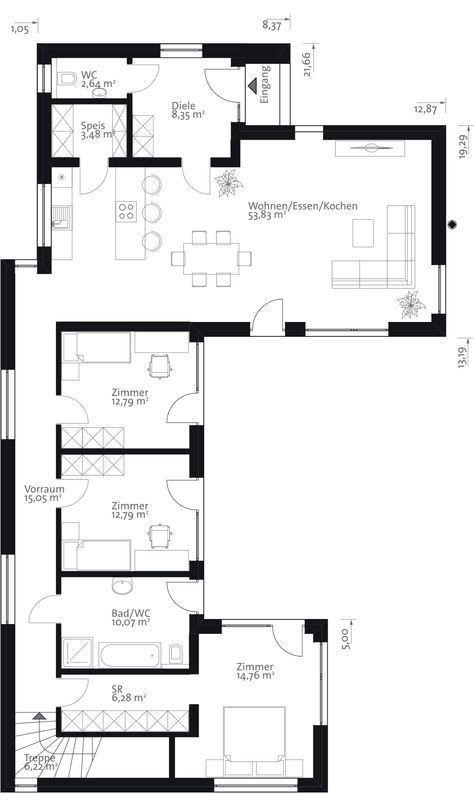 1,05
8,37
21,66
WC
2,64 m²
Diele
8,35 m²
Eingang
12,87
Speis
3,48 m²
19,29
Wohnen/Essen/Kochen
53,83 m²
13,19
Zimmer
12,79 m²
Vorraum
15,05 m²
Zimmer
12,79 m²
Bad/WC
10,07 m²
5,00
Zimmer
14,76 m²
SR
6,28 m²
Treppe
6,22 m²